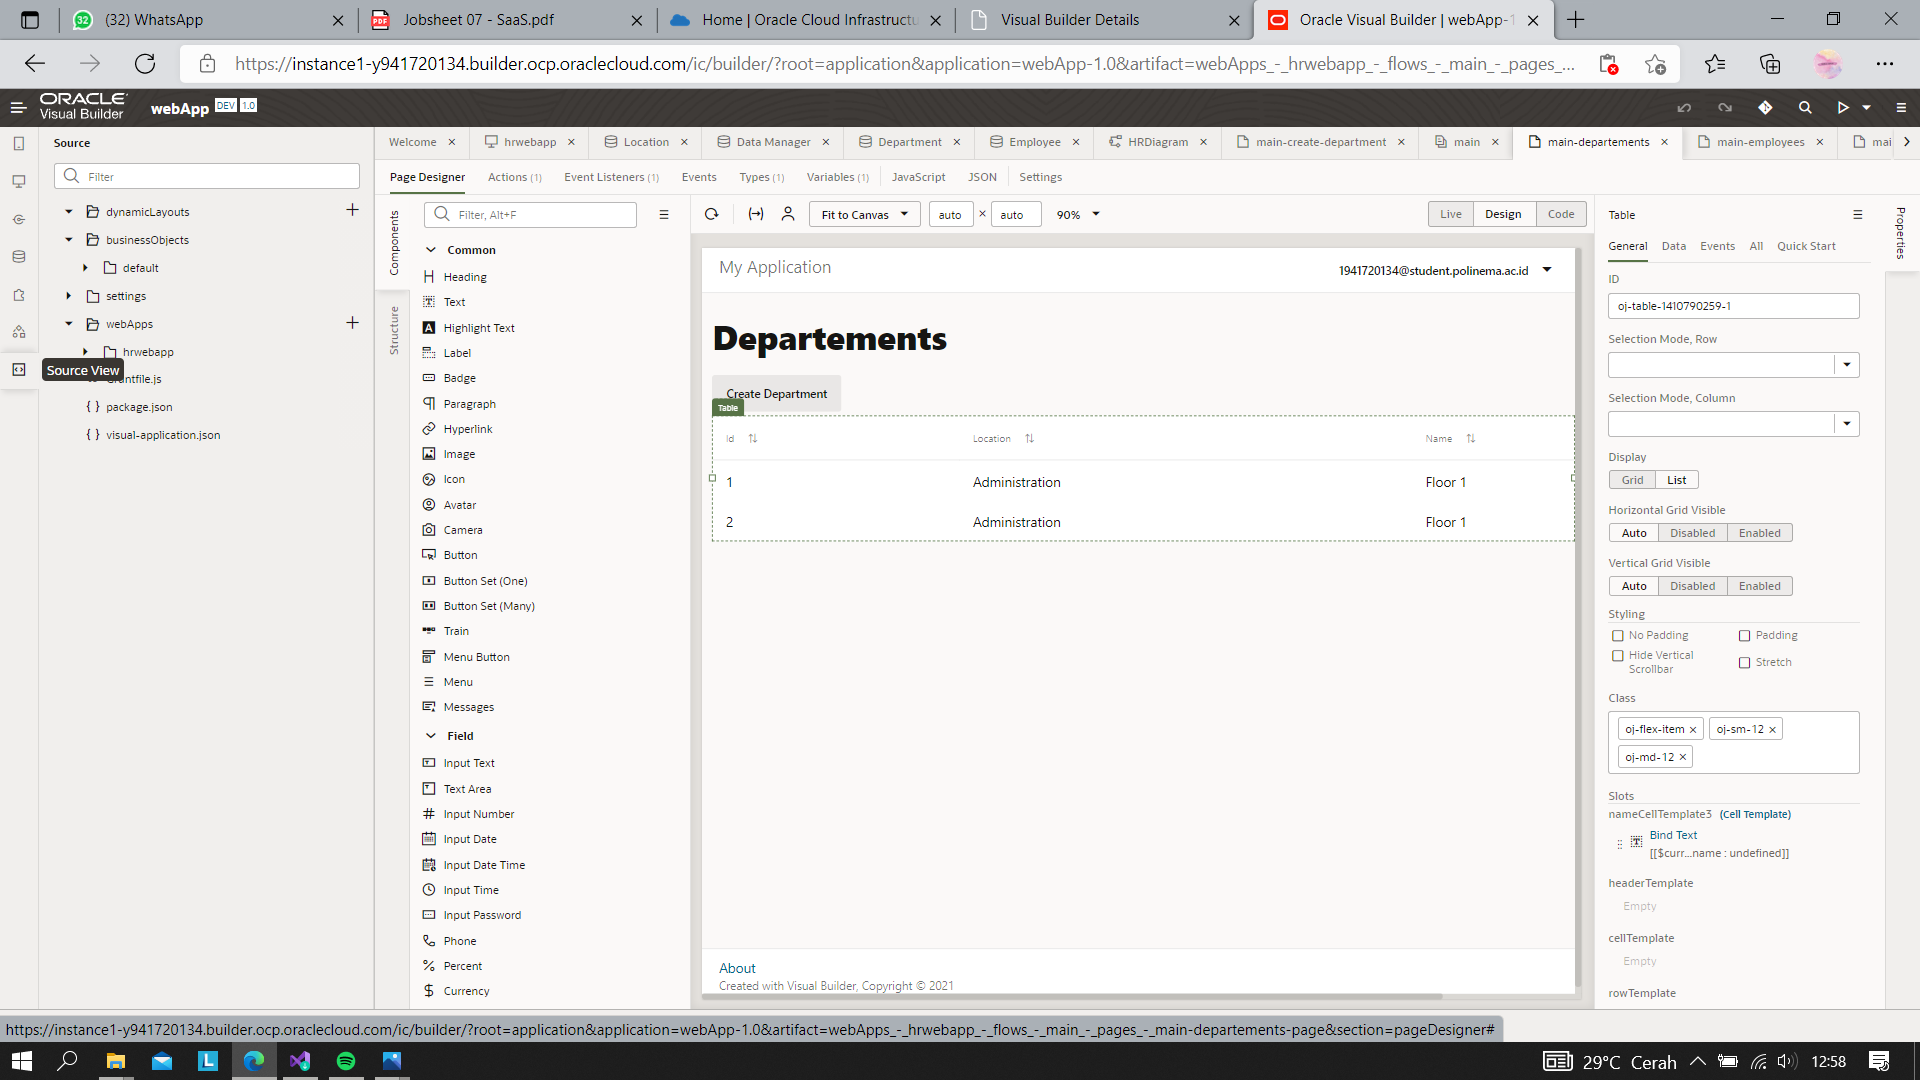 (32) WhatsApp
Jobsheet 07 - SaaS.pdf
Home | Oracle Cloud Infrastructu
Visual Builder Details
Oracle Visual Builder | webApp-1
https://instance1-y941720134.builder.ocp.oraclecloud.com/ic/builder/?root=application&application=webApp-1.0&artifact=webApps_-_hrwebapp_-_flows_-_main_-_pages_...
ORACLE
Visual Builder
webApp DEV 1.0
Source
Welcome
hrwebapp
Location
Data Manager
Department
Employee
HRDiagram
main-create-department
main
main-departements
main-employees
mai
Filter
dynamicLayouts
businessObjects
default
settings
webApps
hrwebapp
Source View
Gruntfile.js
package.json
visual-application.json
Page Designer
Actions (1)
Event Listeners (1)
Events
Types (1)
Variables (1)
JavaScript
JSON
Settings
Components
Structure
Filter, Alt+F
Common
Heading
Text
Highlight Text
Label
Badge
Paragraph
Hyperlink
Image
Icon
Avatar
Camera
Button
Button Set (One)
Button Set (Many)
Train
Menu Button
Menu
Messages
Field
Input Text
Text Area
Input Number
Input Date
Input Date Time
Input Time
Input Password
Phone
Percent
Currency
Fit to Canvas
auto × auto
90%
Live Design Code
My Application
1941720134@student.polinema.ac.id
Departements
Create Department
Table
Id Location Name
1 Administration Floor 1
2 Administration Floor 1
About
Created with Visual Builder, Copyright © 2021
Table
Properties
General Data Events All Quick Start
ID
oj-table-1410790259-1
Selection Mode, Row
Selection Mode, Column
Display
Grid List
Horizontal Grid Visible
Auto Disabled Enabled
Vertical Grid Visible
Auto Disabled Enabled
Styling
No Padding Padding
Hide Vertical Scrollbar
Stretch
Class
oj-flex-item × oj-sm-12 ×
oj-md-12 ×
Slots
nameCellTemplate3 (Cell Template)
Bind Text
[[$curr...name : undefined]]
headerTemplate
Empty
cellTemplate
Empty
rowTemplate
https://instance1-y941720134.builder.ocp.oraclecloud.com/ic/builder/?root=application&application=webApp-1.0&artifact=webApps_-_hrwebapp_-_flows_-_main_-_pages_-_main-departements-page&section=pageDesigner#
29°C Cerah
12:58